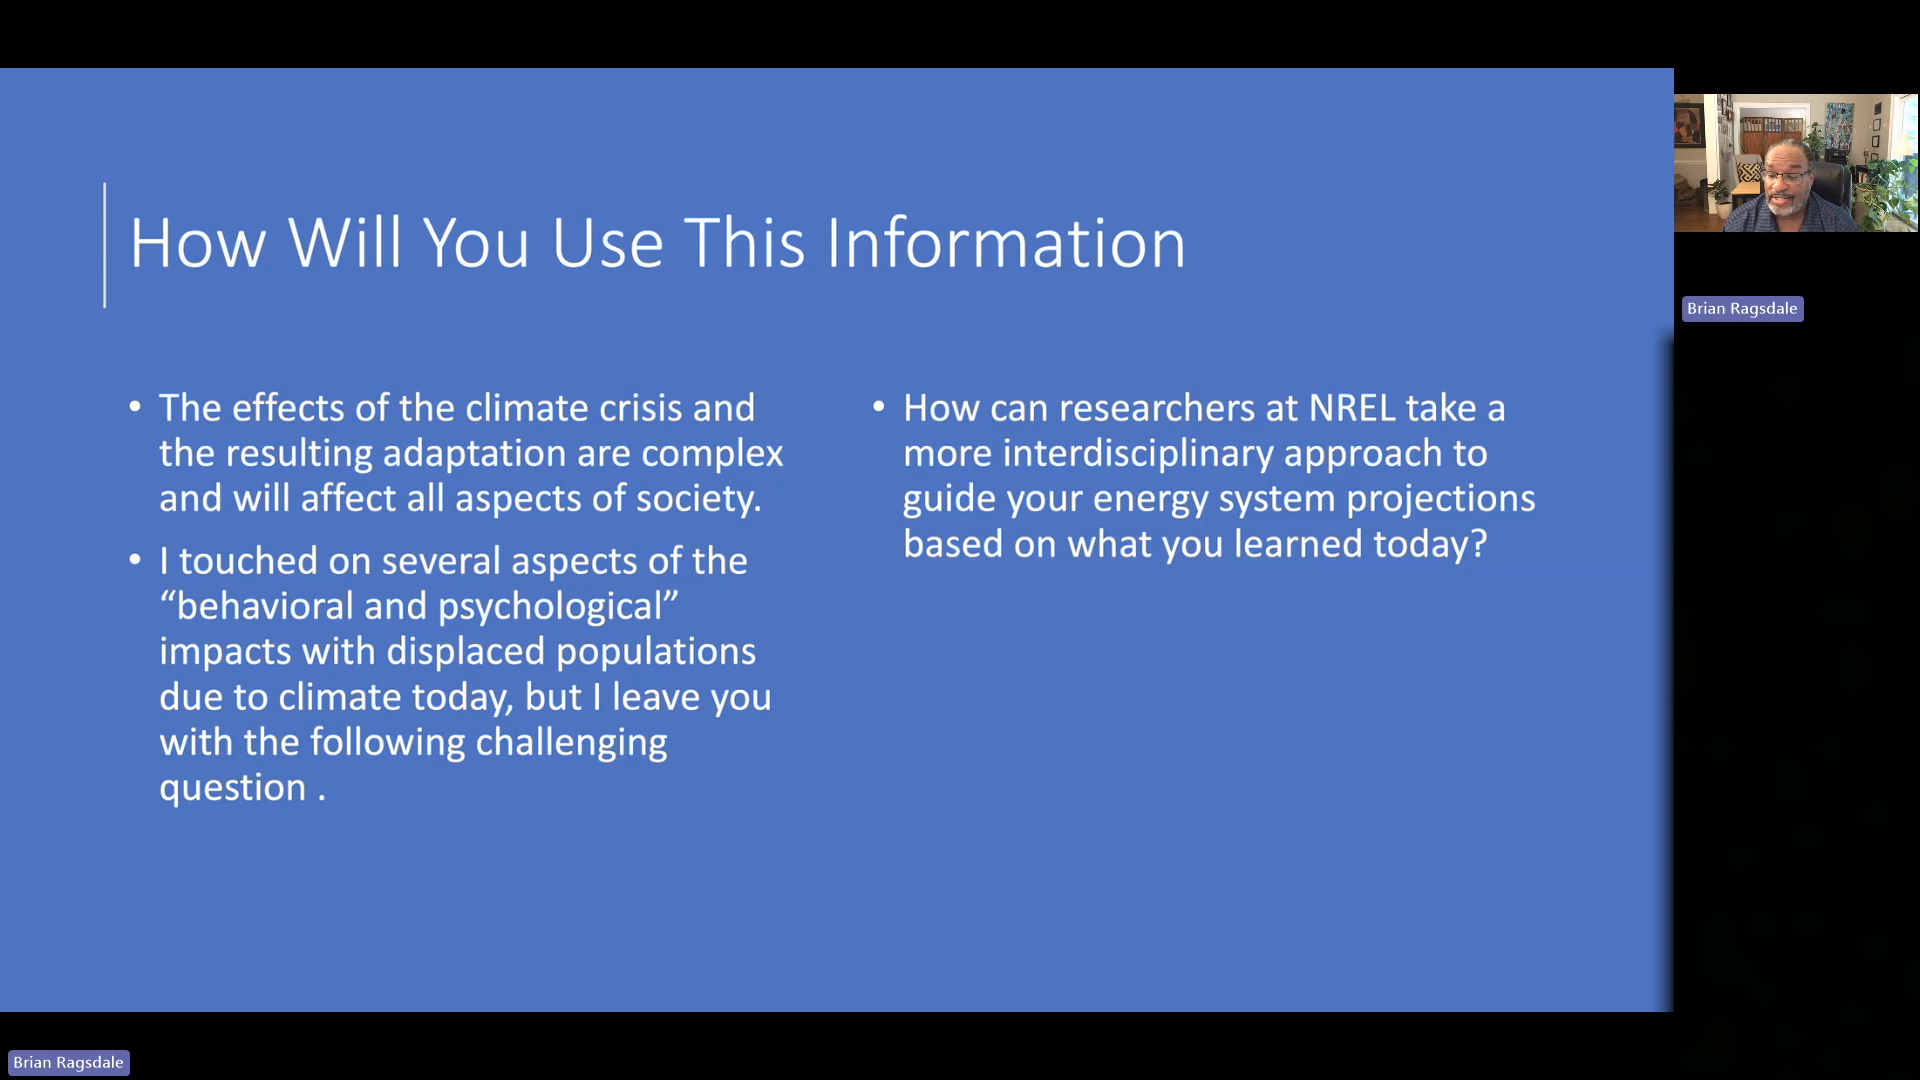 How Will You Use This Information
• The effects of the climate crisis and
the resulting adaptation are complex
and will affect all aspects of society.
• I touched on several aspects of the
“behavioral and psychological”
impacts with displaced populations
due to climate today, but I leave you
with the following challenging
question .
• How can researchers at NREL take a
more interdisciplinary approach to
guide your energy system projections
based on what you learned today?
Brian Ragsdale
Brian Ragsdale